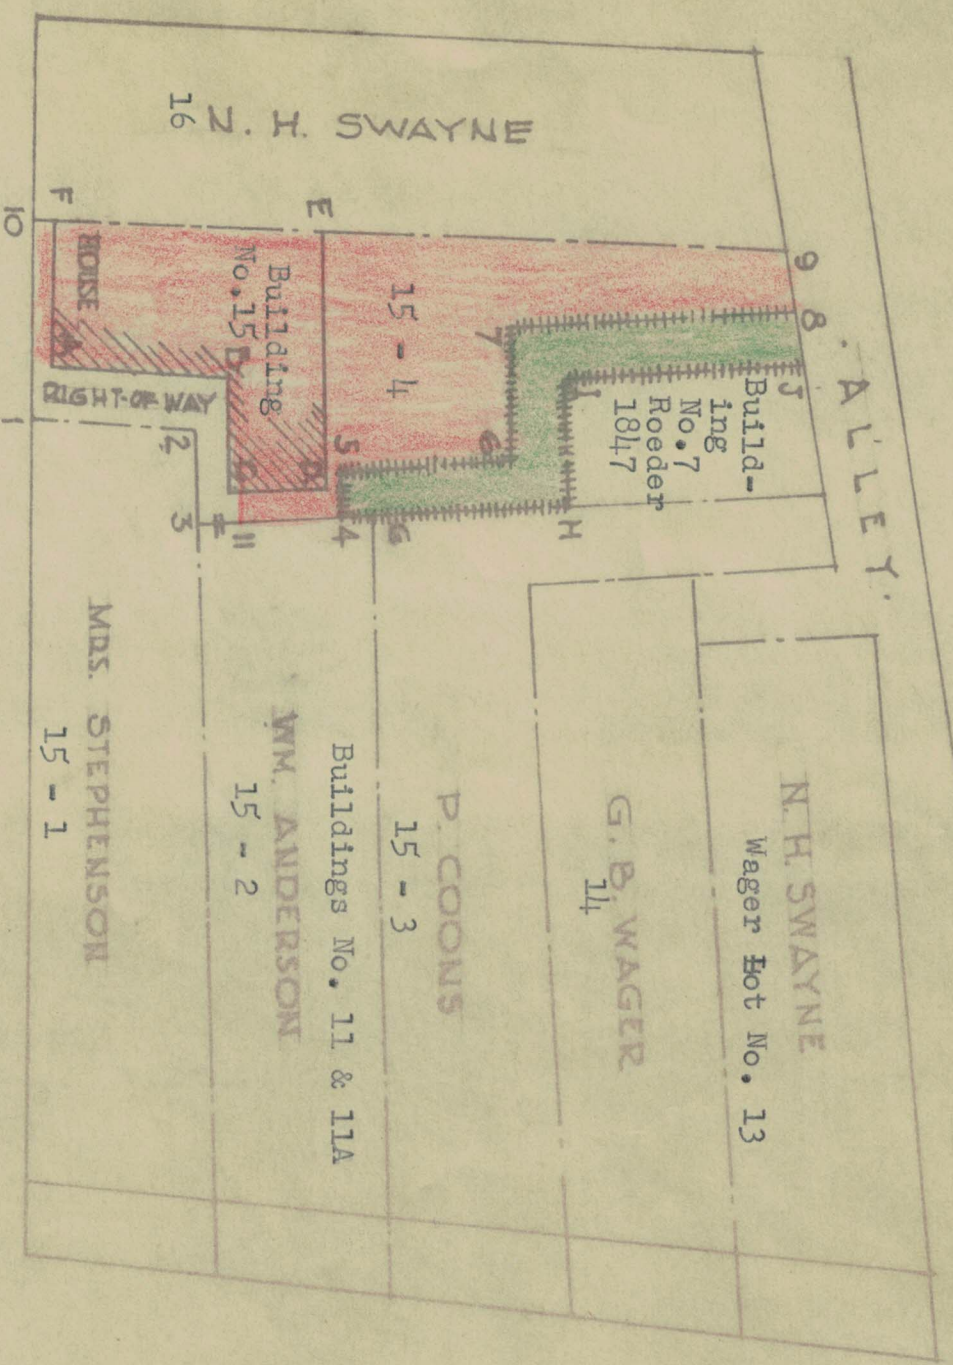 ALLEY.
N. H. SWAYNE
Wager Lot No. 13
G. B. WAGER
14
P. COONS
15 - 3
Buildings No. 11 & 11A
WM. ANDERSON
15 - 2
MRS. STEPHENSON
15 - 1
Build-
ing
No.7
Roeder
1847
15 - 4
Building
No.15
HOUSE
RIGHT-OF WAY
N. H. SWAYNE
16
9
8
J
I
7
6
H
G
5
4
E
D
C
B
A
F
10
1
2
3
11